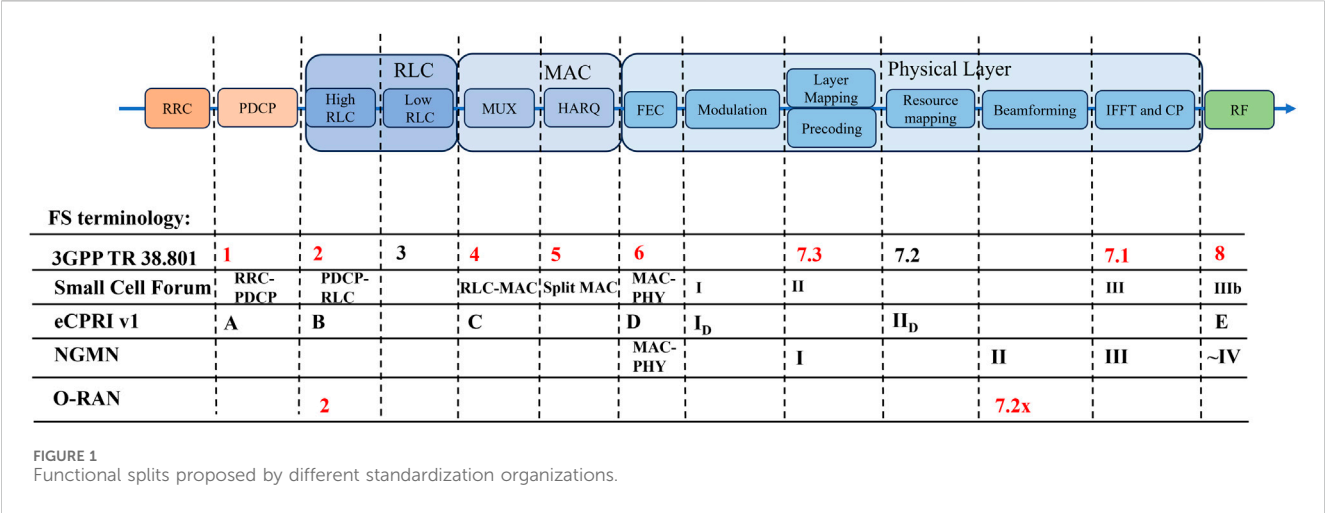 RLC
MAC
Physical Layer
RRC
PDCP
High
RLC
Low
RLC
MUX
HARQ
FEC
Modulation
Layer
Mapping
Precoding
Resource
mapping
Beamforming
IFFT and CP
RF
FS terminology:
3GPP TR 38.801 1 2 3 4 5 6 7.3 7.2 7.1 8
Small Cell Forum RRC-PDCP PDCP-RLC RLC-MAC Split MAC MAC-PHY I II III IIIb
eCPRI v1 A B C D I_D II_D E
NGMN MAC-PHY I II III ~IV
O-RAN 2 7.2x
FIGURE 1
Functional splits proposed by different standardization organizations.